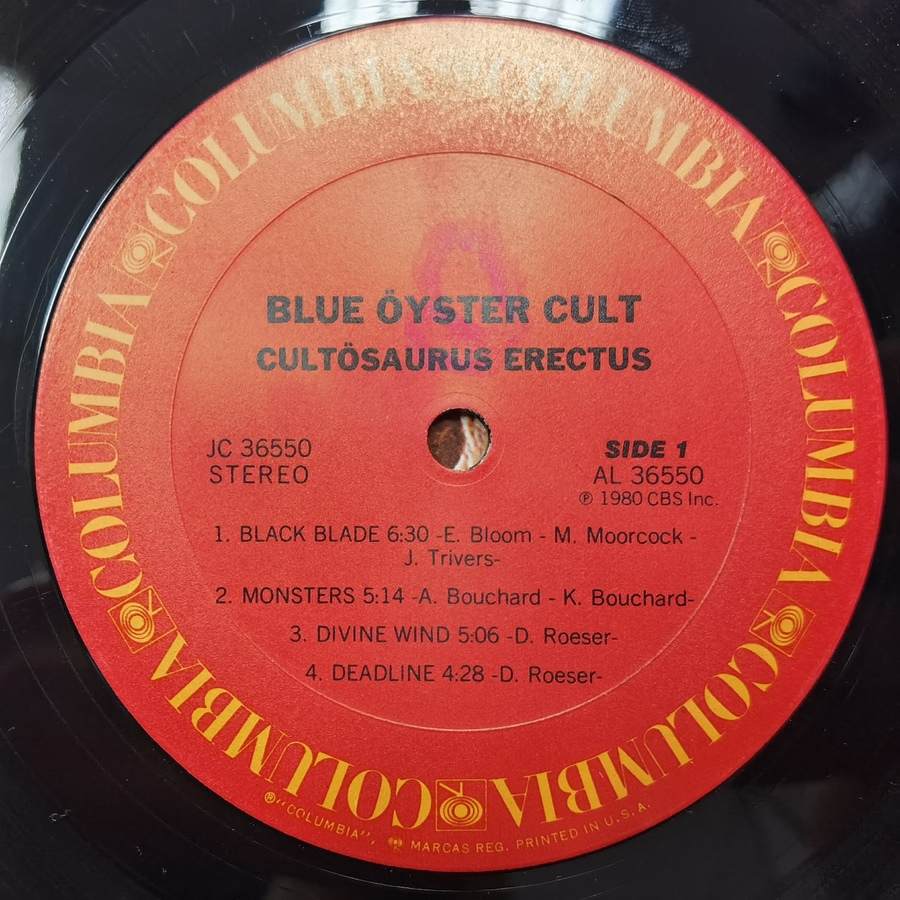 COLUMBIA COLUMBIA COLUMBIA COLUMBIA COLUMBIA COLUMBIA
BLUE ÖYSTER CULT
CULTÖSAURUS ERECTUS
JC 36550
STEREO
SIDE 1
AL 36550
℗ 1980 CBS Inc.
1. BLACK BLADE 6:30 -E. Bloom - M. Moorcock -
J. Trivers-
2. MONSTERS 5:14 -A. Bouchard - K. Bouchard-
3. DIVINE WIND 5:06 -D. Roeser-
4. DEADLINE 4:28 -D. Roeser-
® "COLUMBIA", MARCAS REG. PRINTED IN U.S.A.